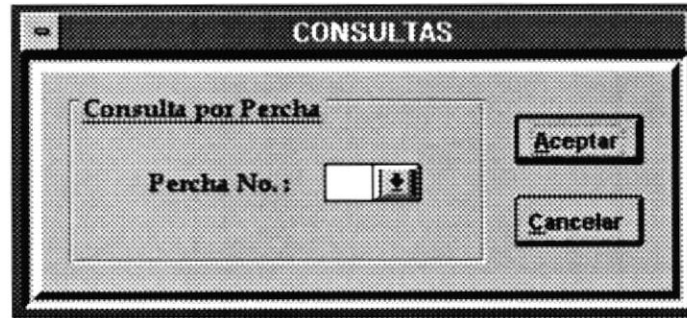 CONSULTAS
Consulta por Percha
Percha No. :
Aceptar
Cancelar